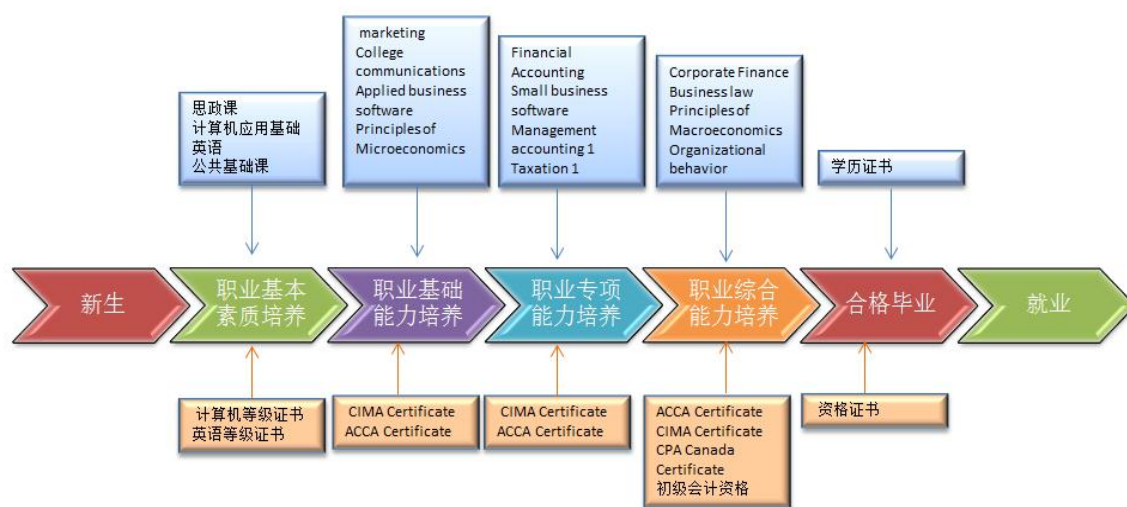 marketing
College
communications
Applied business
software
Principles of
Microeconomics
Financial
Accounting
Small business
software
Management
accounting 1
Taxation 1
Corporate Finance
Business law
Principles of
Macroeconomics
Organizational
behavior
思政课
计算机应用基础
英语
公共基础课
学历证书
新生
职业基本
素质培养
职业基础
能力培养
职业专项
能力培养
职业综合
能力培养
合格毕业
就业
计算机等级证书
英语等级证书
CIMA Certificate
ACCA Certificate
CIMA Certificate
ACCA Certificate
ACCA Certificate
CIMA Certificate
CPA Canada
Certificate
初级会计资格
资格证书